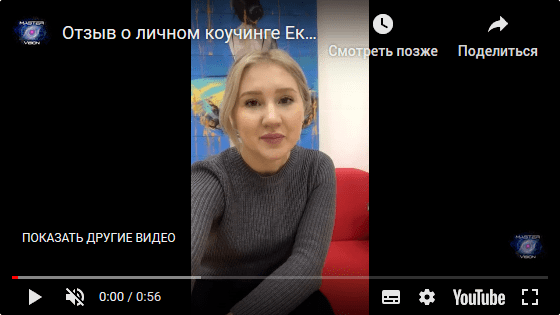 MASTER
VISION
Отзыв о личном коучинге Ек...
Смотреть позже
Поделиться
ПОКАЗАТЬ ДРУГИЕ ВИДЕО
MASTER
VISION
0:00 / 0:56
YouTube